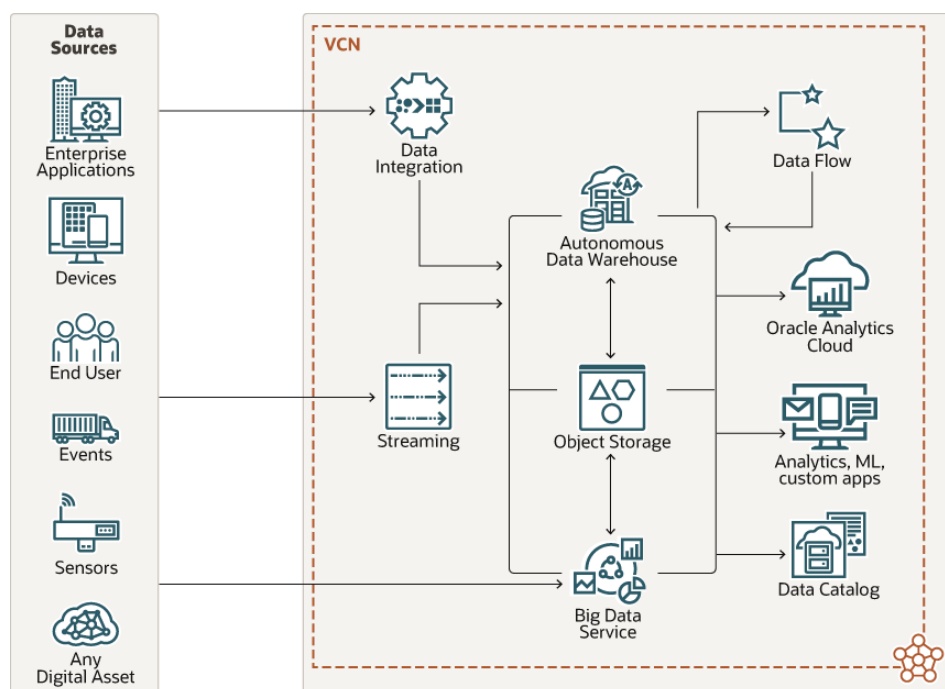 Data
Sources
Enterprise
Applications
Devices
End User
Events
Sensors
Any
Digital Asset
VCN
Data
Integration
Streaming
A
Autonomous
Data Warehouse
Object Storage
Big Data
Service
Data Flow
Oracle Analytics
Cloud
Analytics, ML,
custom apps
Data Catalog